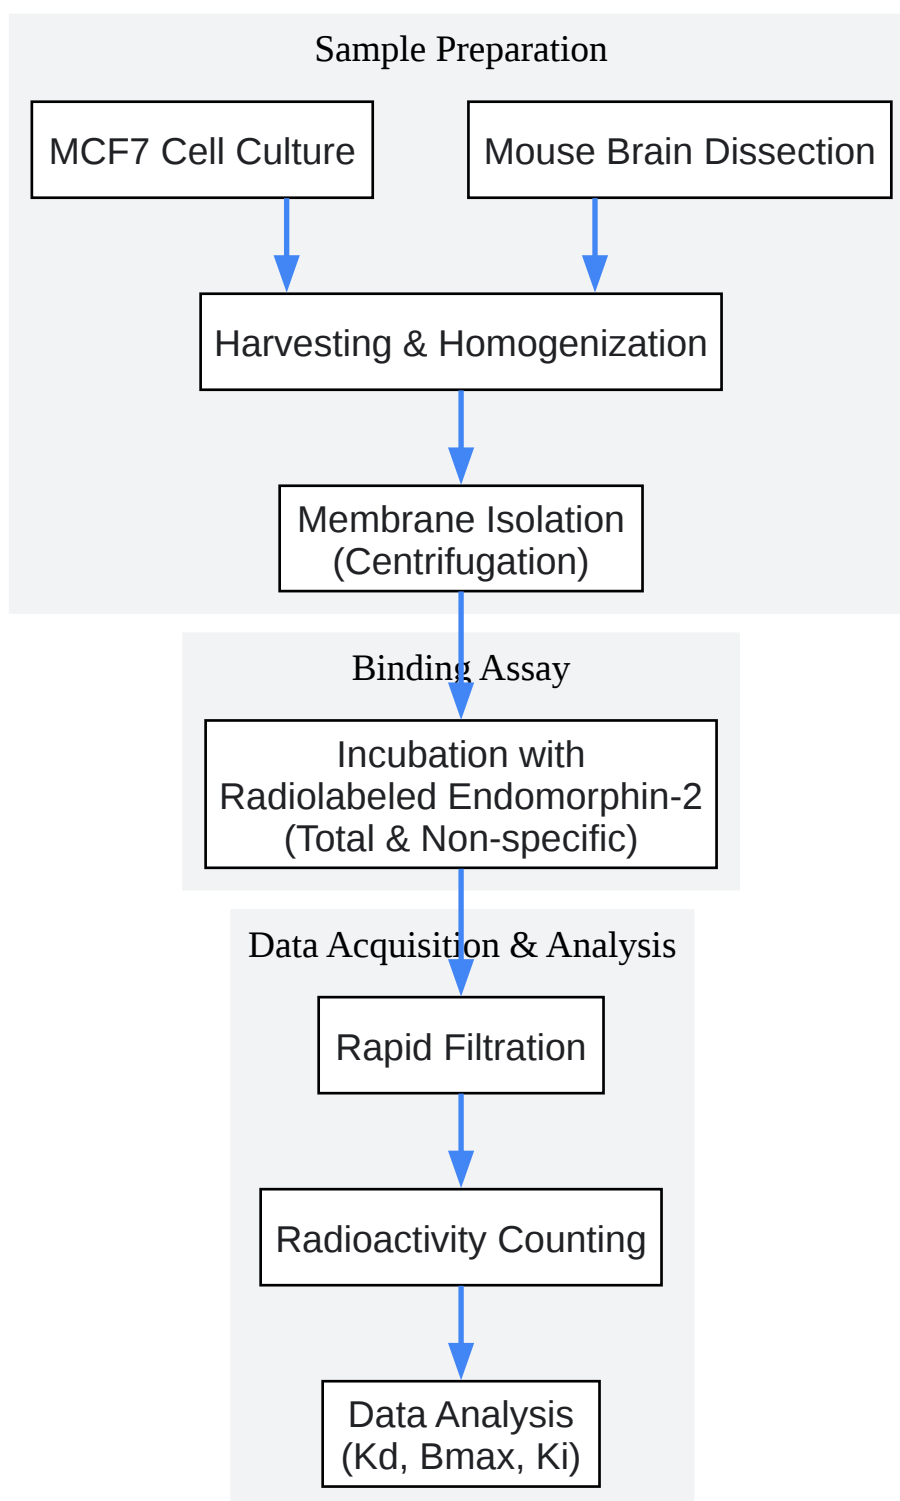 Sample Preparation
MCF7 Cell Culture
Mouse Brain Dissection
Harvesting & Homogenization
Membrane Isolation
(Centrifugation)
Binding Assay
Incubation with
Radiolabeled Endomorphin-2
(Total & Non-specific)
Data Acquisition & Analysis
Rapid Filtration
Radioactivity Counting
Data Analysis
(Kd, Bmax, Ki)